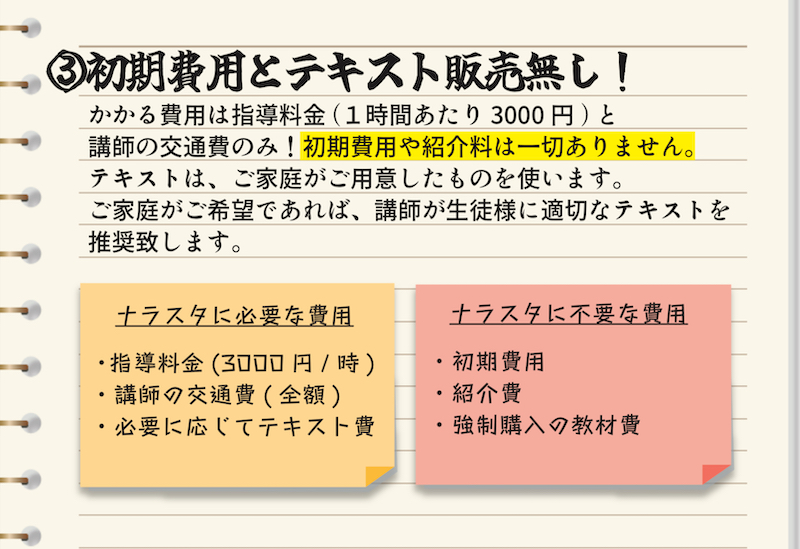 ③初期費用とテキスト販売無し！
かかる費用は指導料金(１時間あたり3000円)と
講師の交通費のみ！初期費用や紹介料は一切ありません。
テキストは、ご家庭がご用意したものを使います。
ご家庭がご希望であれば、講師が生徒様に適切なテキストを
推奨致します。
ナラスタに必要な費用
・指導料金(3000円/時)
・講師の交通費(全額)
・必要に応じてテキスト費
ナラスタに不要な費用
・初期費用
・紹介費
・強制購入の教材費